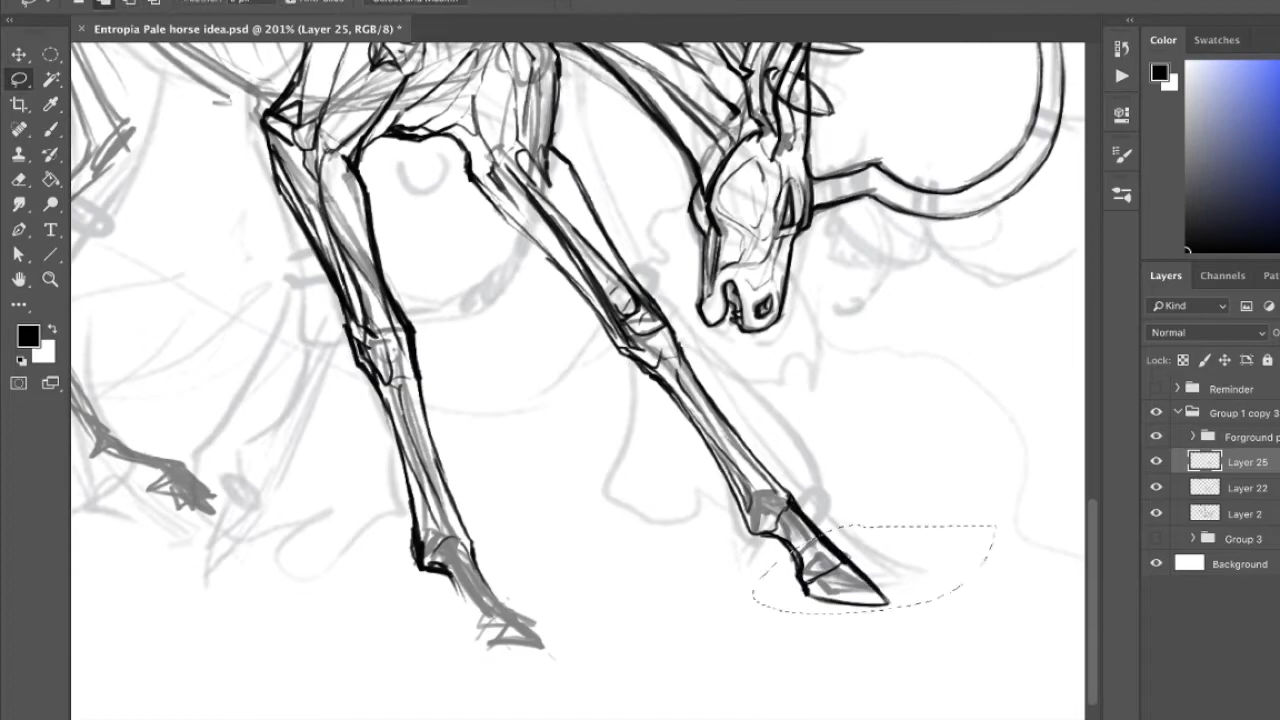 Entropia Pale horse idea.psd @ 201% (Layer 25, RGB/8) *
Color
Swatches
Layers
Channels
Kind
Normal
Lock:
Reminder
Group 1 copy 3
Forground p
Layer 25
Layer 22
Layer 2
Group 3
Background